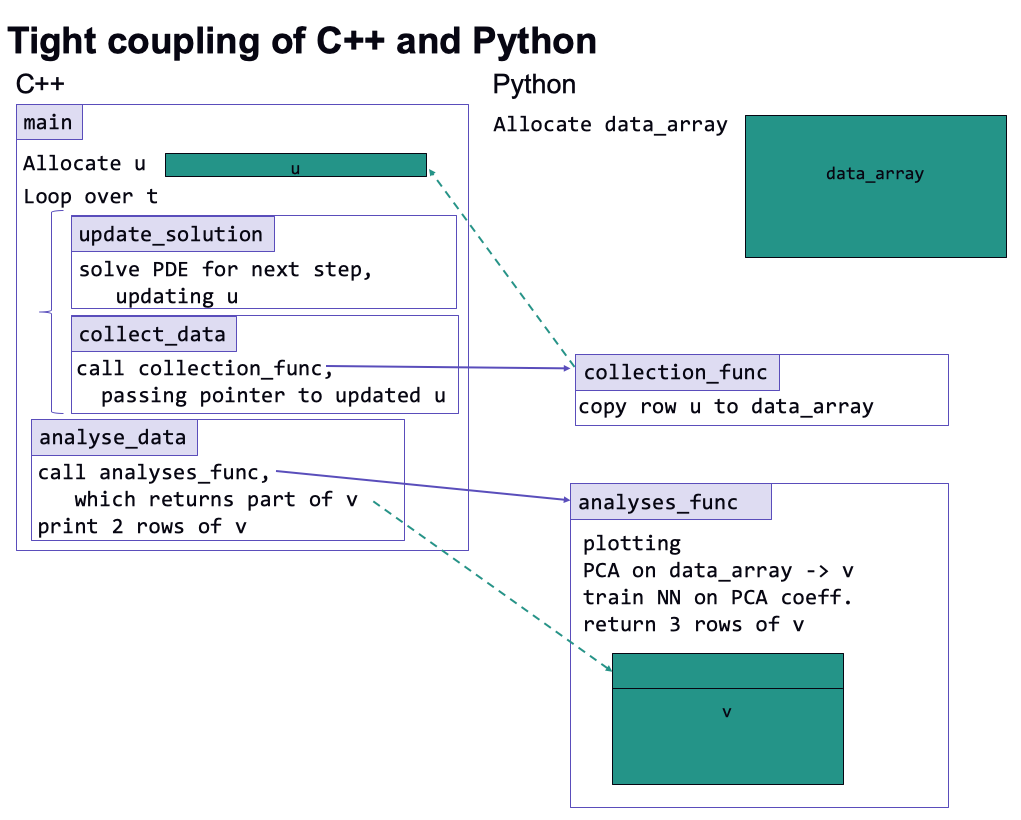 Tight coupling of C++ and Python
C++
main
Allocate u
u
Loop over t
update_solution
solve PDE for next step,
updating u
collect_data
call collection_func,
passing pointer to updated u
analyse_data
call analyses_func,
which returns part of v
print 2 rows of v
Python
Allocate data_array
data_array
collection_func
copy row u to data_array
analyses_func
plotting
PCA on data_array -> v
train NN on PCA coeff.
return 3 rows of v
v